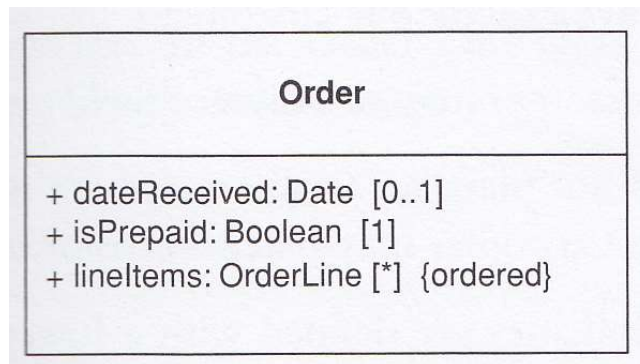 Order
+ dateReceived: Date [0..1]
+ isPrepaid: Boolean [1]
+ lineItems: OrderLine [*] {ordered}